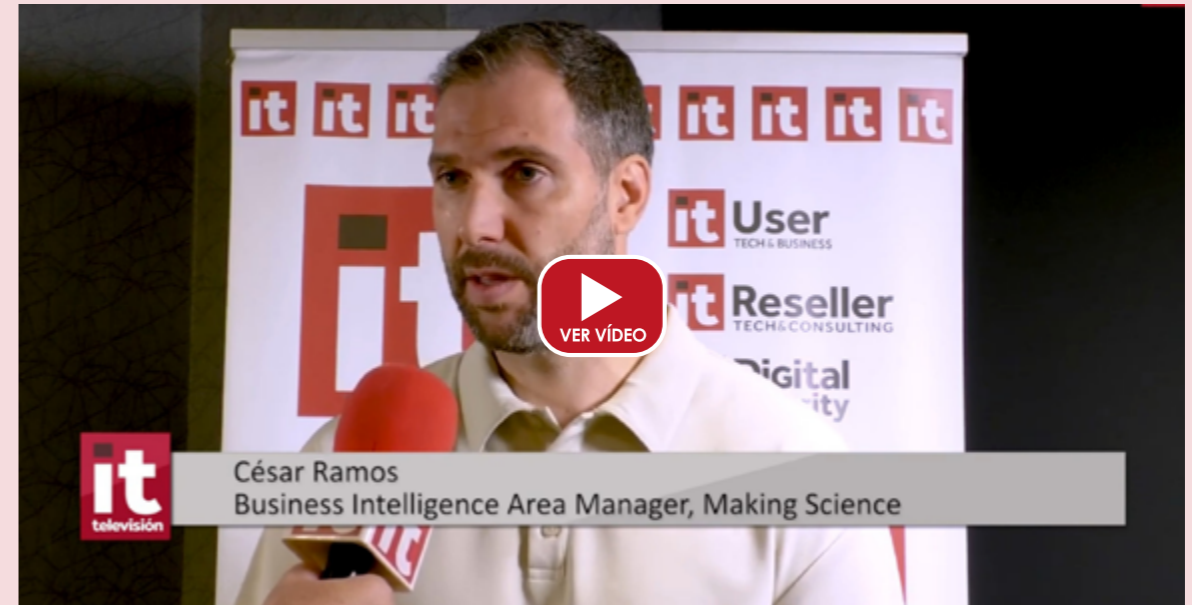 it it it it it it it
it
it User
TECH & BUSINESS
it Reseller
TECH&CONSULTING
Digital
VER VÍDEO
it
televisión
César Ramos
Business Intelligence Area Manager, Making Science
it